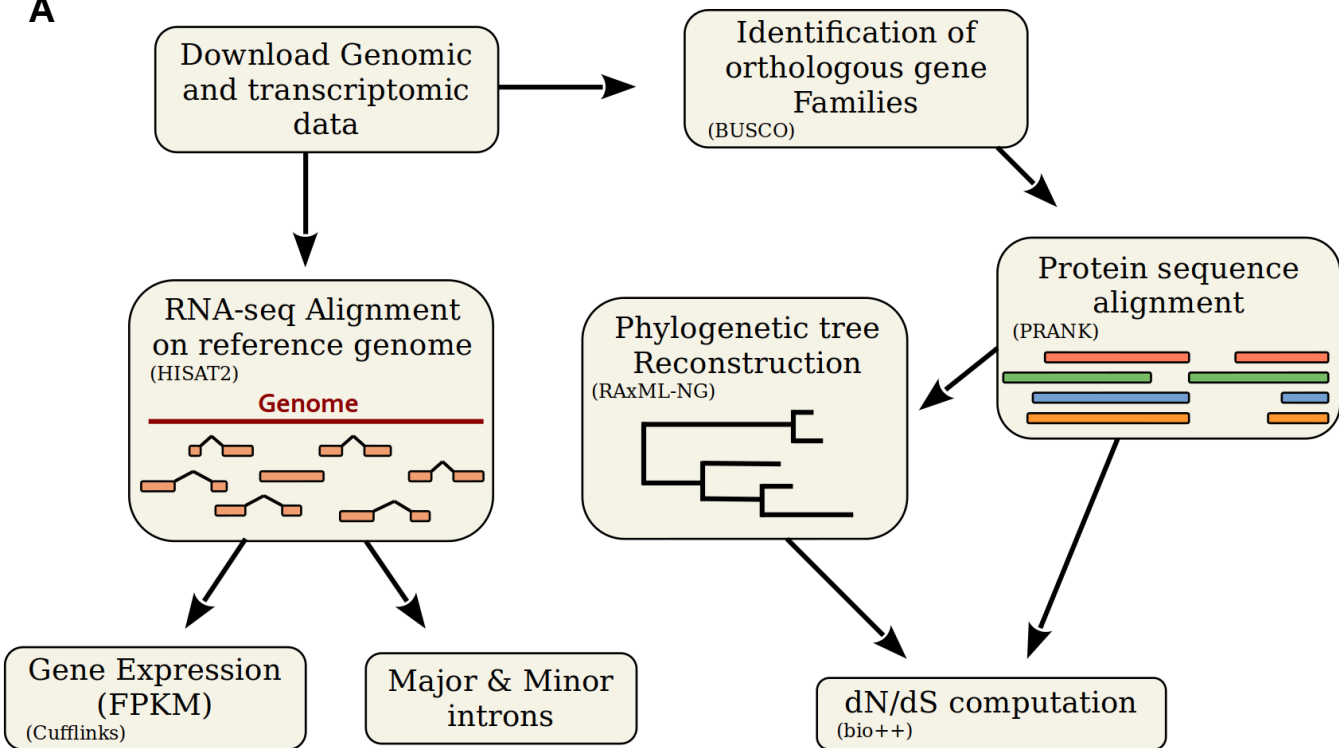 A
Download Genomic
and transcriptomic
data
Identification of
orthologous gene
Families
(BUSCO)
Protein sequence
alignment
(PRANK)
RNA-seq Alignment
on reference genome
(HISAT2)
Genome
Phylogenetic tree
Reconstruction
(RAxML-NG)
Gene Expression
(FPKM)
(Cufflinks)
Major & Minor
introns
dN/dS computation
(bio++)